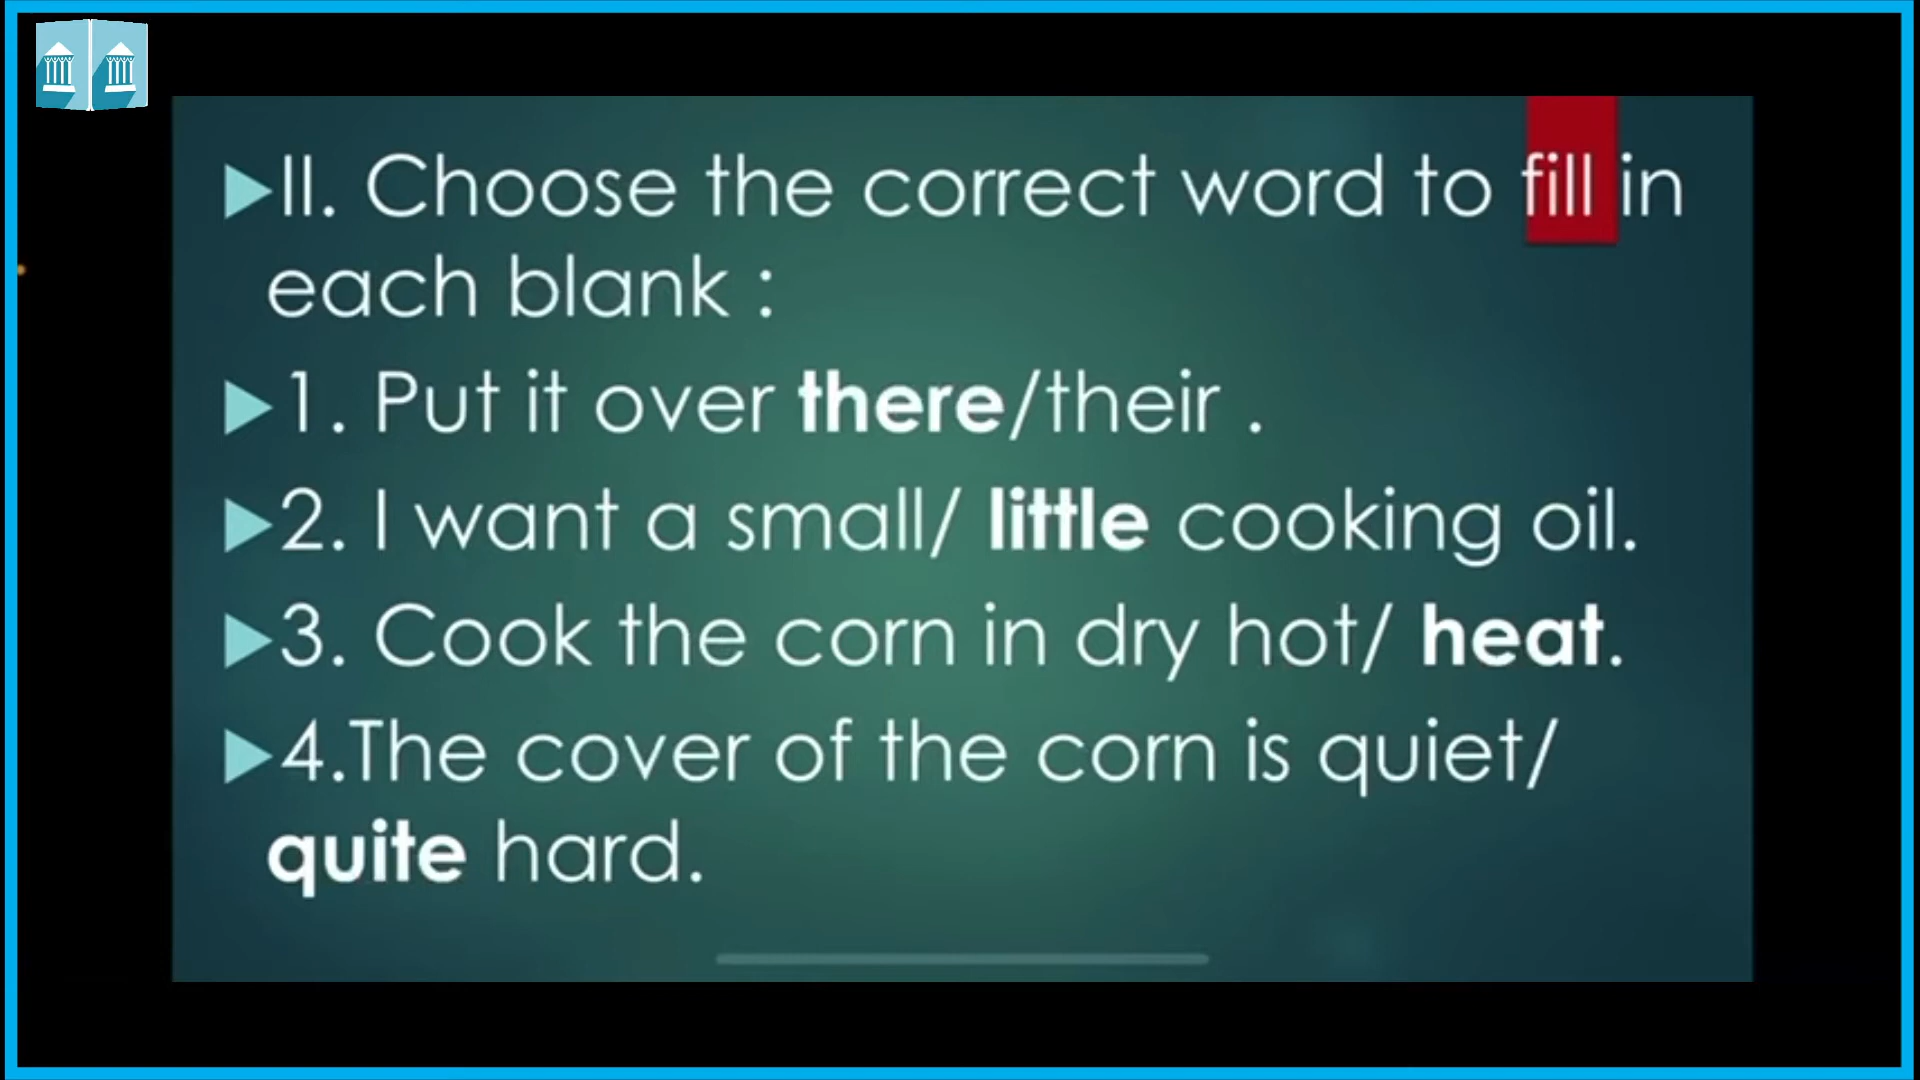 II. Choose the correct word to fill in
each blank :
1. Put it over there/their .
2. I want a small/ little cooking oil.
3. Cook the corn in dry hot/ heat.
4.The cover of the corn is quiet/
quite hard.